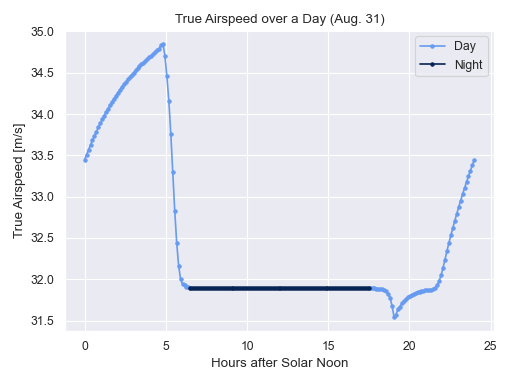 True Airspeed over a Day (Aug. 31)
35.0
34.5
34.0
33.5
33.0
32.5
32.0
31.5
True Airspeed [m/s]
Day
Night
0 5 10 15 20 25
Hours after Solar Noon